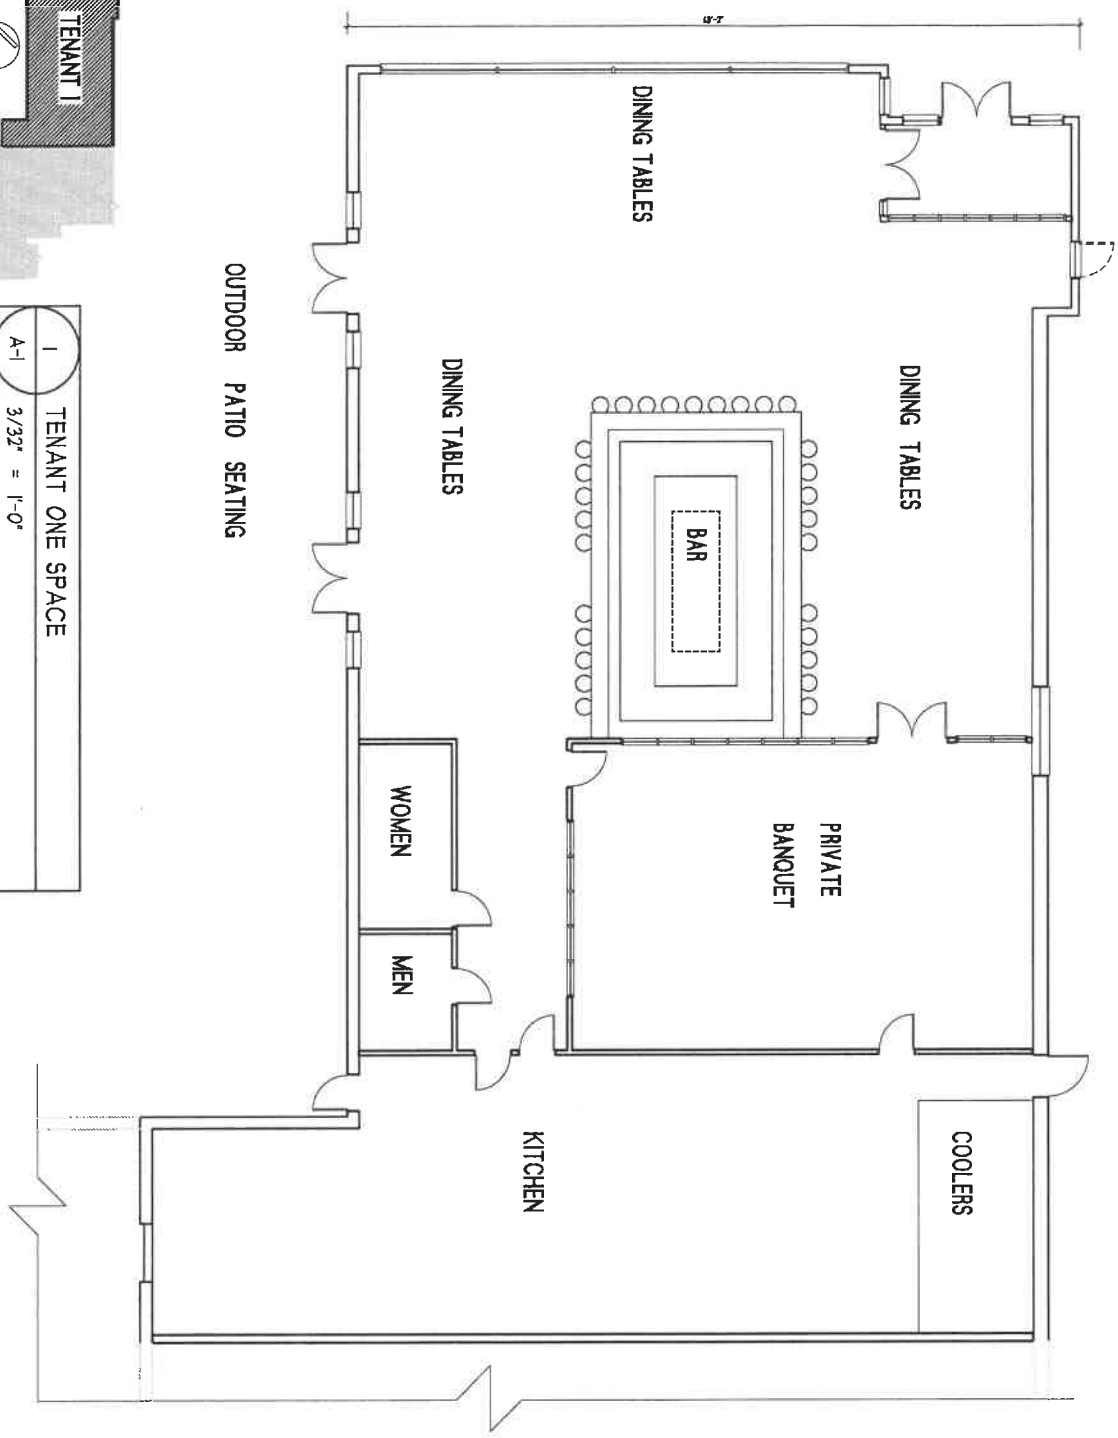 TENANT 1
DINING TABLES
DINING TABLES
DINING TABLES
BAR
OUTDOOR PATIO SEATING
WOMEN
MEN
PRIVATE
BANQUET
KITCHEN
COOLERS
1
A-1
TENANT ONE SPACE
3/32" = 1'-0"